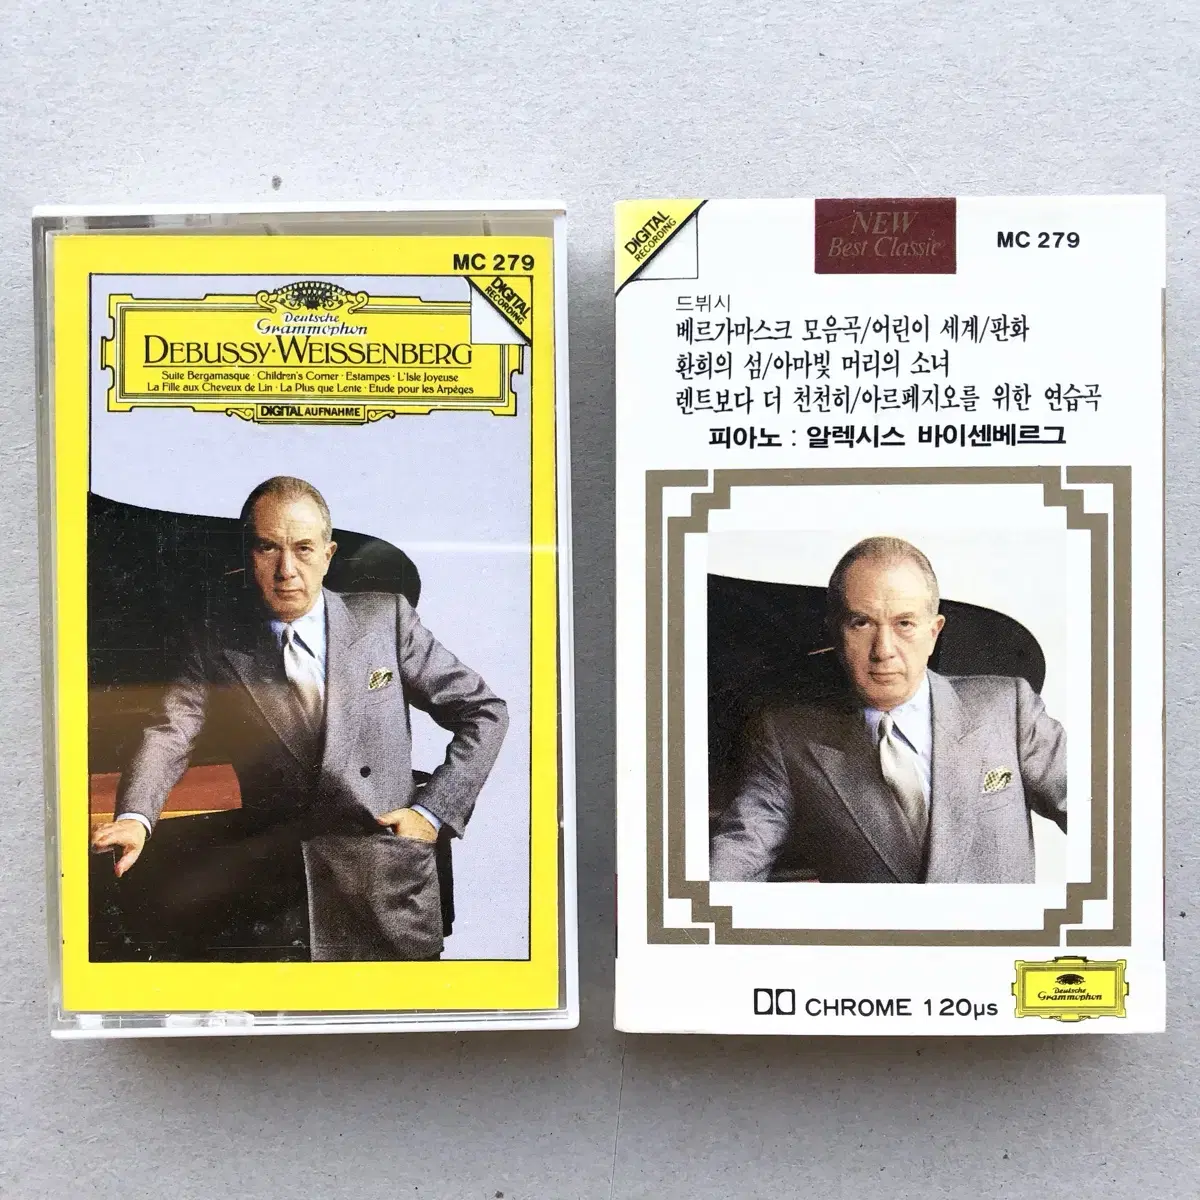 MC 279
DIGITAL
RECORDING
Deutsche
Grammophon
DEBUSSY·WEISSENBERG
Suite Bergamasque · Children's Corner · Estampes · L'Isle Joyeuse
La Fille aux Cheveux de Lin · La Plus que Lente · Etude pour les Arpèges
DIGITAL AUFNAHME
DIGITAL
RECORDING
NEW
Best Classic
MC 279
드뷔시
베르가마스크 모음곡/어린이 세계/판화
환희의 섬/아마빛 머리의 소녀
렌트보다 더 천천히/아르페지오를 위한 연습곡
피아노 : 알렉시스 바이센베르그
CHROME 120μs
Deutsche
Grammophon